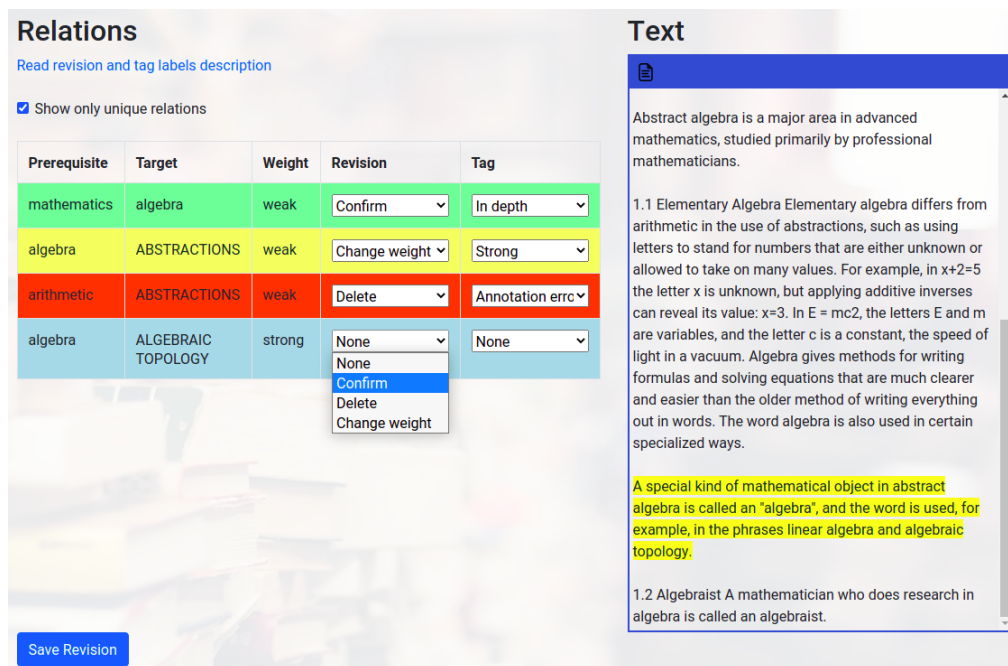 Relations
Read revision and tag labels description
Show only unique relations
Prerequisite Target Weight Revision Tag
mathematics algebra weak Confirm In depth
algebra ABSTRACTIONS weak Change weight Strong
arithmetic ABSTRACTIONS weak Delete Annotation erro
algebra ALGEBRAIC TOPOLOGY strong None None
None
Confirm
Delete
Change weight
Save Revision
Text
Abstract algebra is a major area in advanced
mathematics, studied primarily by professional
mathematicians.
1.1 Elementary Algebra Elementary algebra differs from
arithmetic in the use of abstractions, such as using
letters to stand for numbers that are either unknown or
allowed to take on many values. For example, in x+2=5
the letter x is unknown, but applying additive inverses
can reveal its value: x=3. In E = mc2, the letters E and m
are variables, and the letter c is a constant, the speed of
light in a vacuum. Algebra gives methods for writing
formulas and solving equations that are much clearer
and easier than the older method of writing everything
out in words. The word algebra is also used in certain
specialized ways.
A special kind of mathematical object in abstract
algebra is called an "algebra", and the word is used, for
example, in the phrases linear algebra and algebraic
topology.
1.2 Algebraist A mathematician who does research in
algebra is called an algebraist.